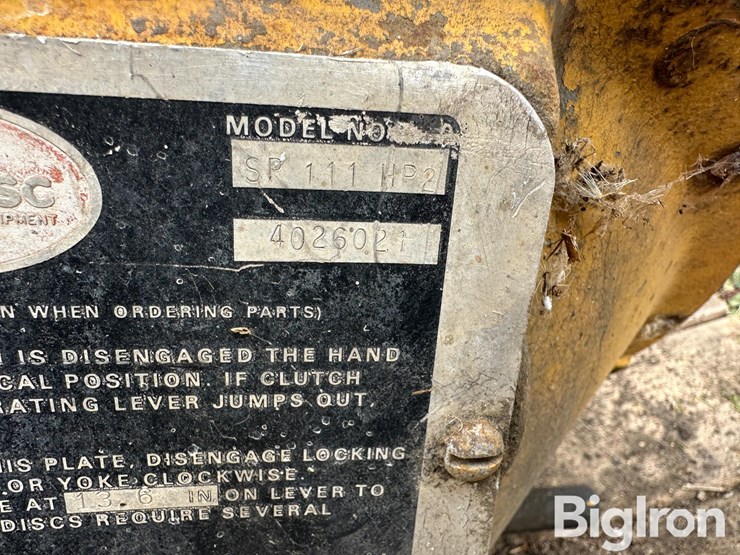 MODEL NO.
SP 111 HP2
4026021
SC
IPMENT
N WHEN ORDERING PARTS)
IS DISENGAGED THE HAND
CAL POSITION. IF CLUTCH
RATING LEVER JUMPS OUT,
HIS PLATE, DISENGAGE LOCKING
OR YOKE CLOCKWISE.
E AT 13.6 IN ON LEVER TO
DISCS REQUIRE SEVERAL
BigIron